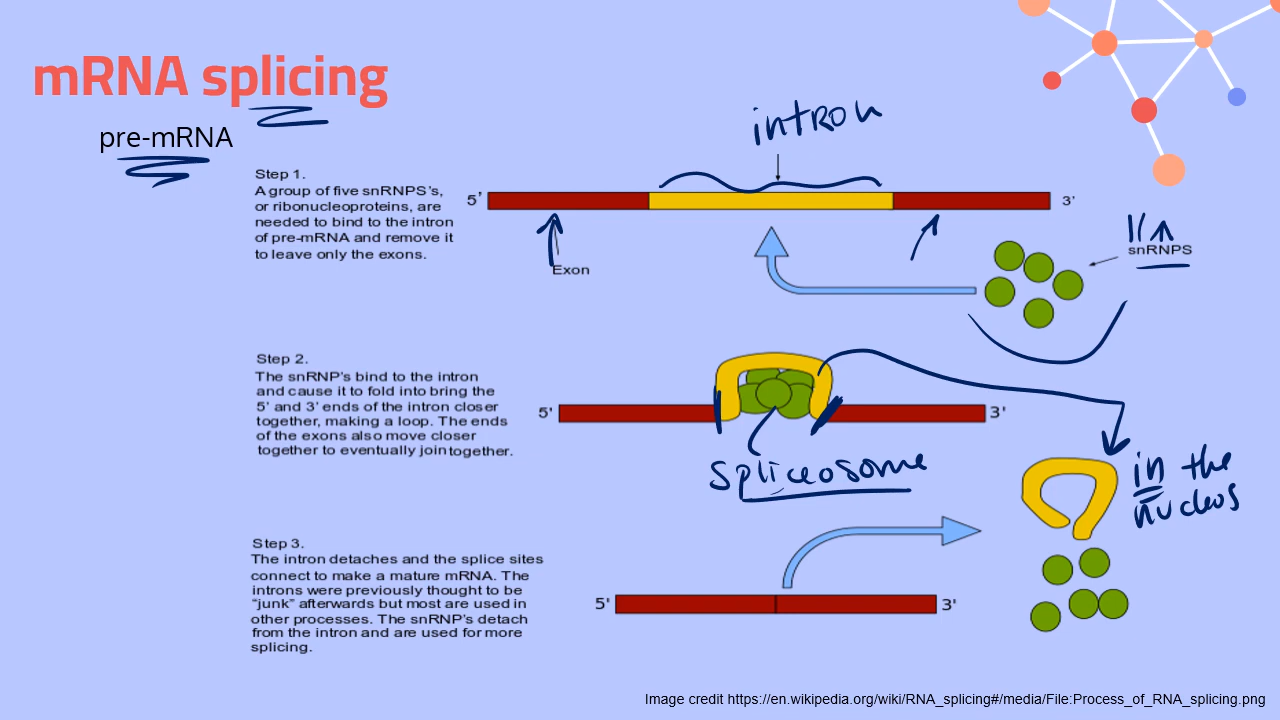 mRNA splicing
pre-mRNA
intron
Step 1.
A group of five snRNPS's,
or ribonucleoproteins, are
needed to bind to the intron
of pre-mRNA and remove it
to leave only the exons.
5'
3'
Exon
snRNPS
Step 2.
The snRNP's bind to the intron
and cause it to fold into bring the
5' and 3' ends of the intron closer
together, making a loop. The ends
of the exons also move closer
together to eventually join together.
5'
3'
spliceosome
in the
nucleos
Step 3.
The intron detaches and the splice sites
connect to make a mature mRNA. The
introns were previously thought to be
"junk" afterwards but most are used in
other processes. The snRNP's detach
from the intron and are used for more
splicing.
5'
3'
Image credit https://en.wikipedia.org/wiki/RNA_splicing#/media/File:Process_of_RNA_splicing.png